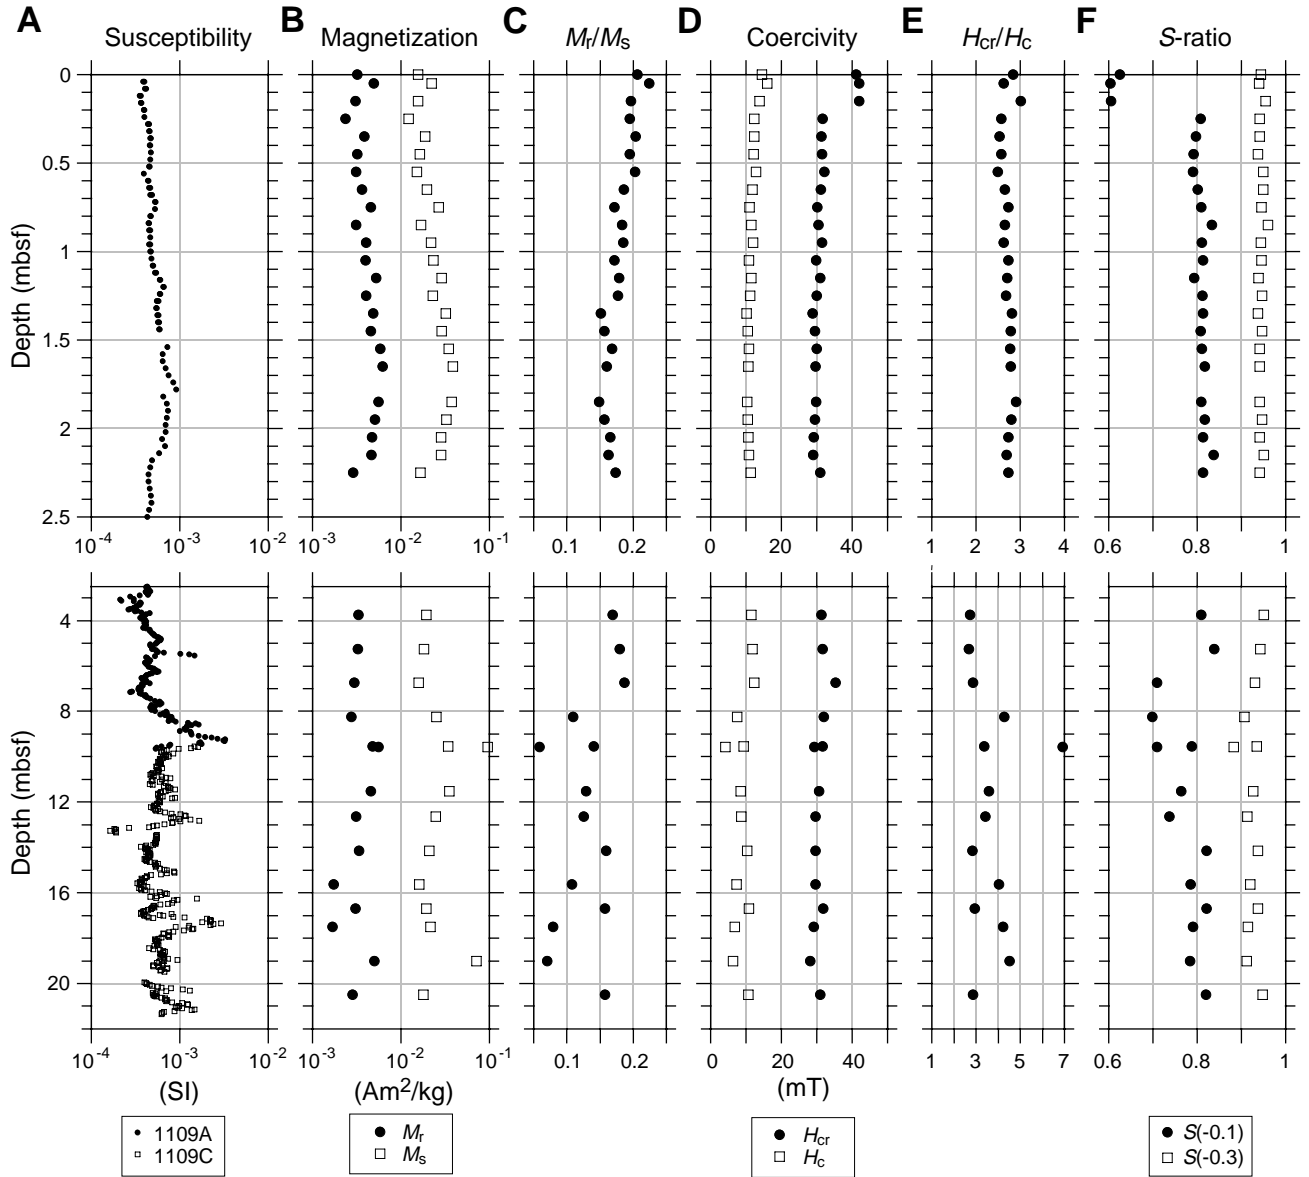 A B C D E F
Susceptibility Magnetization Mr/Ms Coercivity Hcr/Hc S-ratio
0
0.5
1
1.5
2
2.5
Depth (mbsf)
10-4 10-3 10-2 10-3 10-2 10-1 0.1 0.2 0 20 40 1 2 3 4 0.6 0.8 1
4
8
12
16
20
Depth (mbsf)
10-4 10-3 10-2 10-3 10-2 10-1 0.1 0.2 0 20 40 1 3 5 7 0.6 0.8 1
(SI) (Am2/kg) (mT)
1109A Mr Hcr S(-0.1)
1109C Ms Hc S(-0.3)